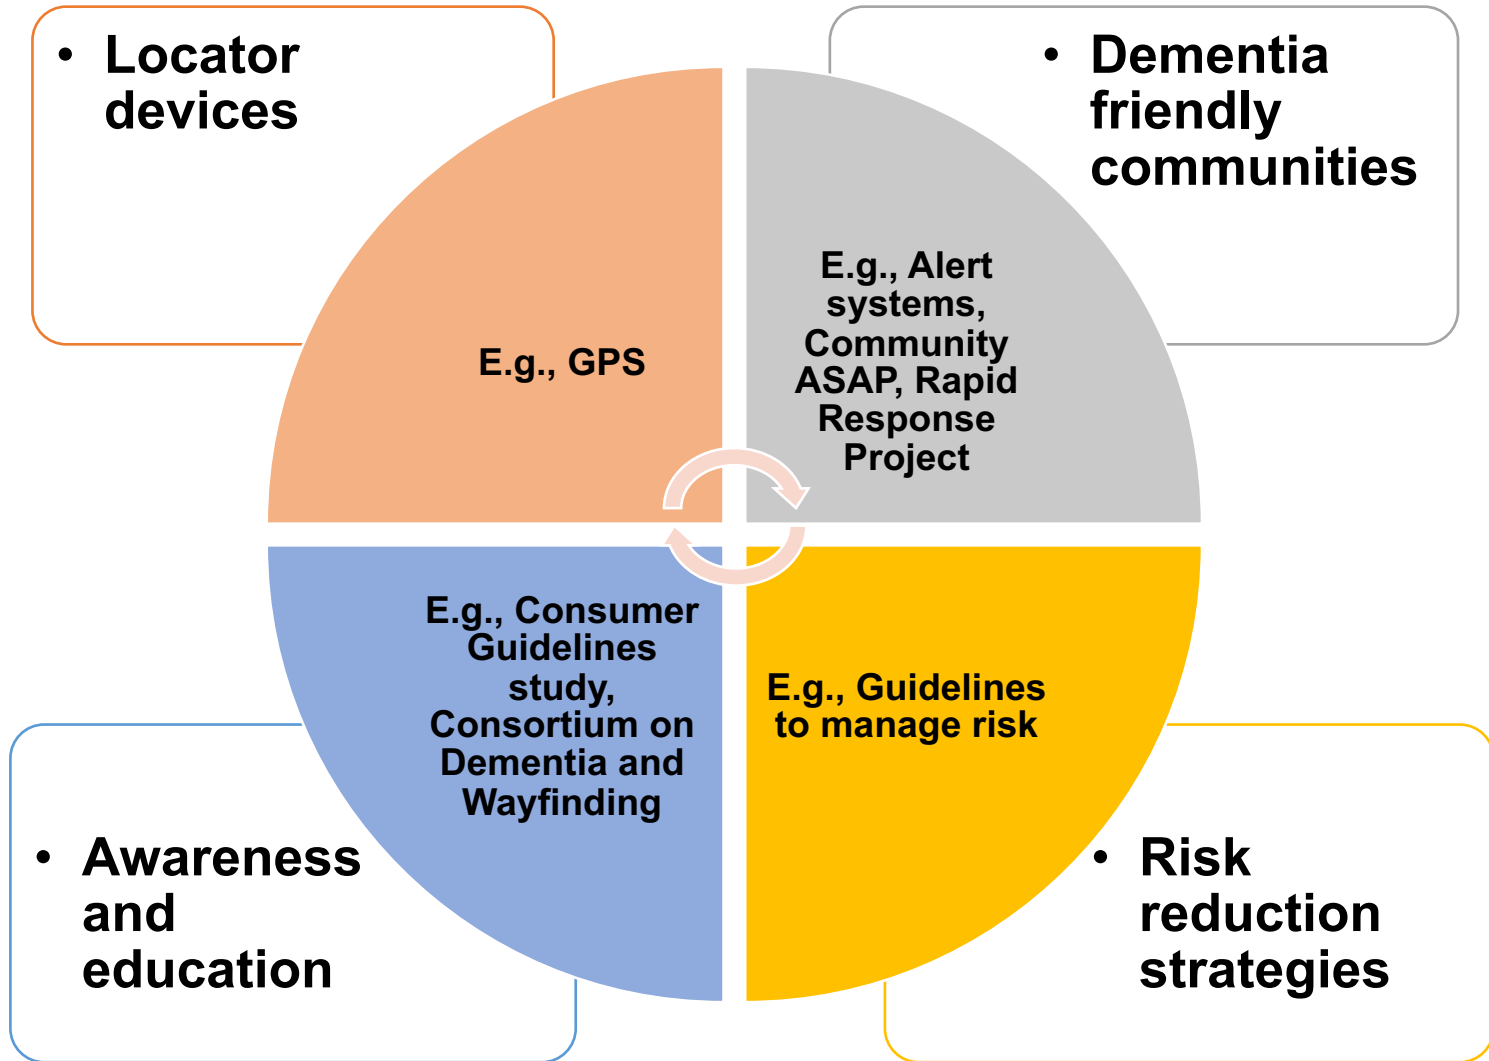 • Locator
devices
• Dementia
friendly
communities
E.g., GPS
E.g., Alert
systems,
Community
ASAP, Rapid
Response
Project
E.g., Consumer
Guidelines
study,
Consortium on
Dementia and
Wayfinding
E.g., Guidelines
to manage risk
• Awareness
and
education
• Risk
reduction
strategies